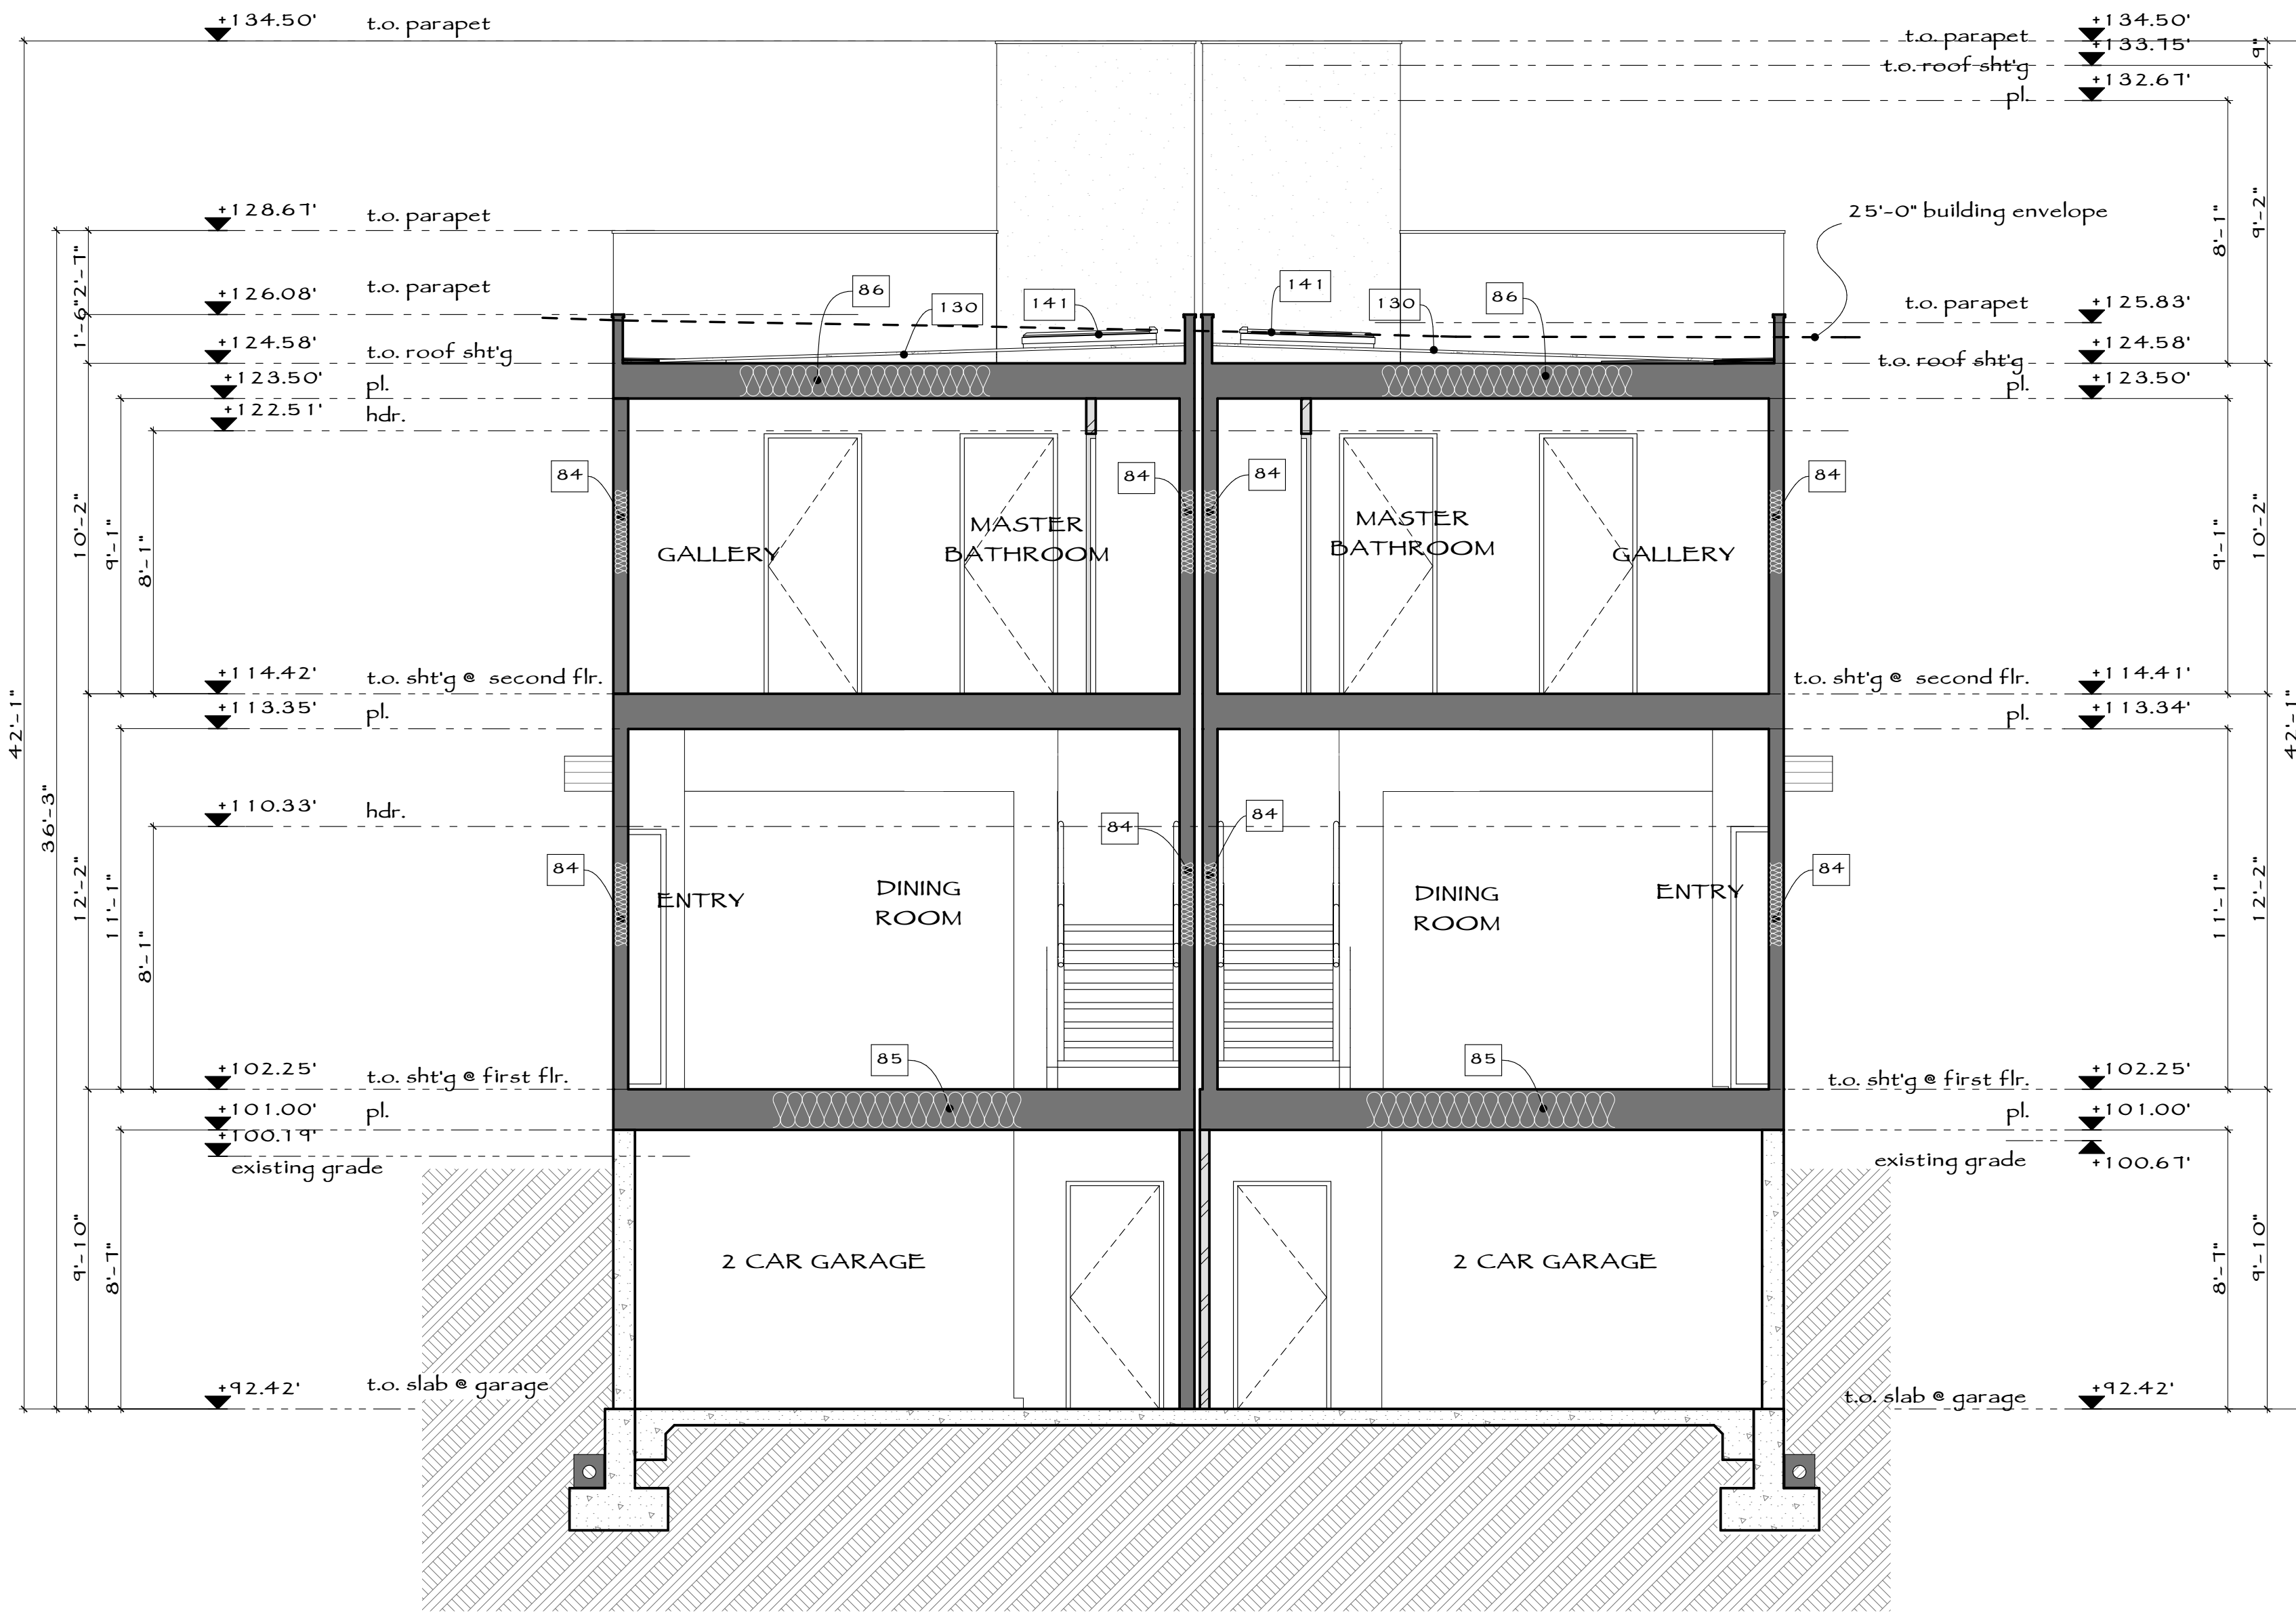 +134.50' t.o. parapet
t.o. parapet +134.50'
9"
t.o. roof sht'g +133.75'
pl. +132.67'
+128.67' t.o. parapet
25'-0" building envelope
8'-1"
9'-2"
2'-7"
+126.08' t.o. parapet
86
130
141
141
130
86
t.o. parapet +125.83'
1'-6"
+124.58' t.o. roof sht'g
t.o. roof sht'g +124.58'
+123.50' pl.
pl. +123.50'
+122.51' hdr.
84
84
84
84
10'-2"
9'-1"
8'-1"
GALLERY
MASTER
BATHROOM
MASTER
BATHROOM
GALLERY
9'-1"
10'-2"
+114.42' t.o. sht'g @ second flr.
t.o. sht'g @ second flr. +114.41'
+113.35' pl.
pl. +113.34'
42'-1"
42'-1"
36'-3"
+110.33' hdr.
84
84
84
84
12'-2"
11'-1"
8'-1"
ENTRY
DINING
ROOM
DINING
ROOM
ENTRY
11'-1"
12'-2"
85
85
+102.25' t.o. sht'g @ first flr.
t.o. sht'g @ first flr. +102.25'
+101.00' pl.
pl. +101.00'
+100.19'
existing grade
existing grade +100.67'
9'-10"
8'-7"
2 CAR GARAGE
2 CAR GARAGE
8'-7"
9'-10"
+92.42' t.o. slab @ garage
t.o. slab @ garage +92.42'